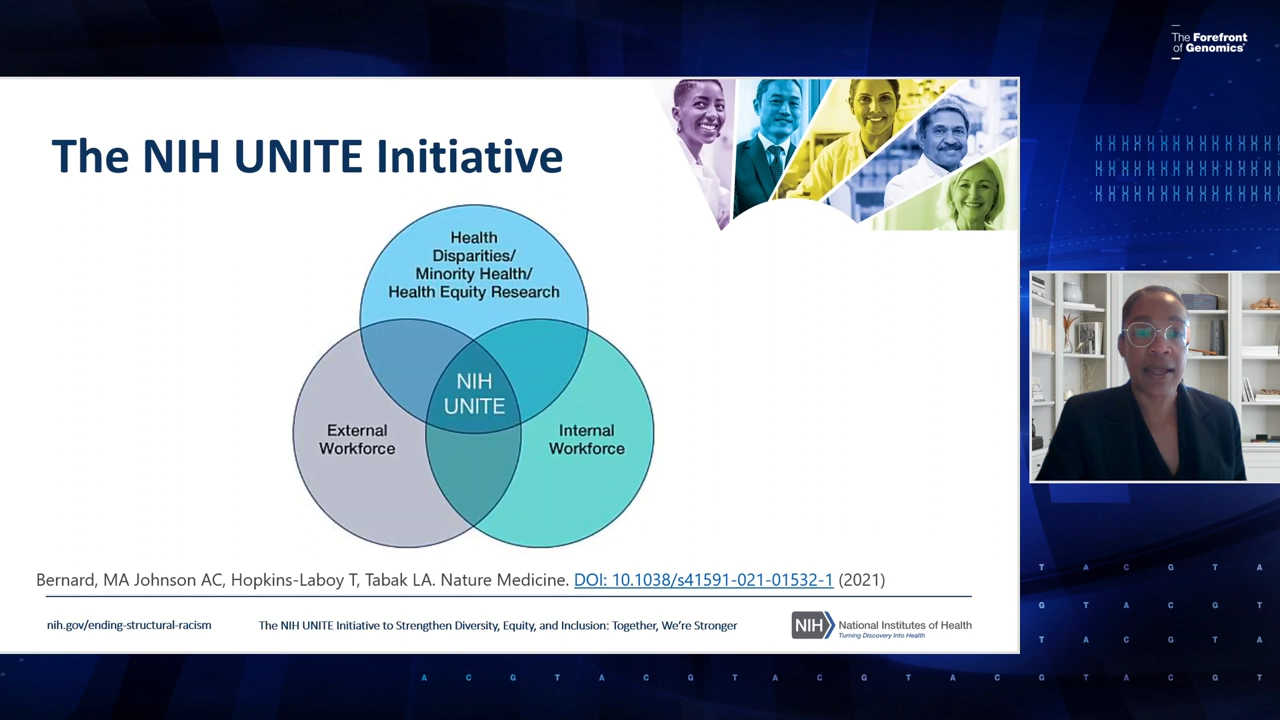 The Forefront
of Genomics®
The NIH UNITE Initiative
Health
Disparities/
Minority Health/
Health Equity Research
NIH
UNITE
External
Workforce
Internal
Workforce
Bernard, MA Johnson AC, Hopkins-Laboy T, Tabak LA. Nature Medicine. DOI: 10.1038/s41591-021-01532-1 (2021)
nih.gov/ending-structural-racism
The NIH UNITE Initiative to Strengthen Diversity, Equity, and Inclusion: Together, We're Stronger
NIH
National Institutes of Health
Turning Discovery Into Health
T A C G T A
G T A C G T
T A C G T A
A C G T A C G T A C G T A C G T A C G T